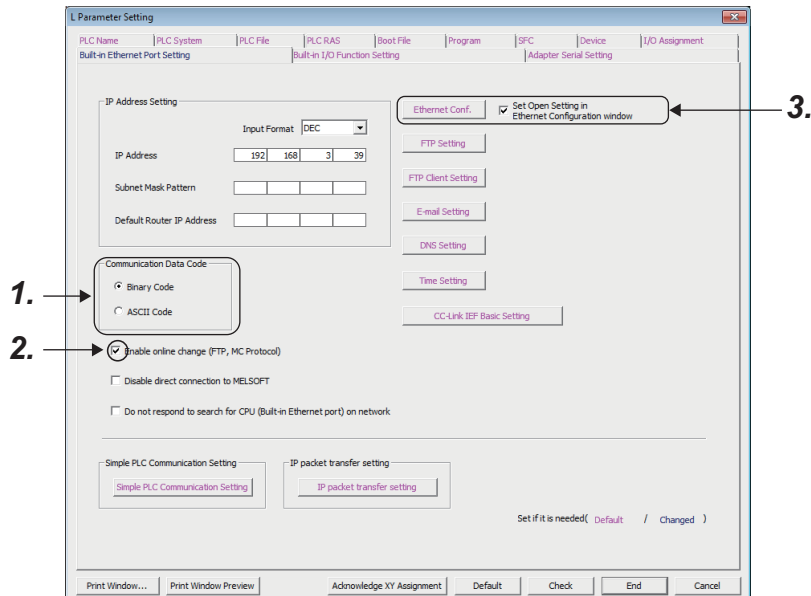 L Parameter Setting
PLC Name PLC System PLC File PLC RAS Boot File Program SFC Device I/O Assignment
Built-in Ethernet Port Setting Built-in I/O Function Setting Adapter Serial Setting
IP Address Setting
Input Format DEC
IP Address 192 168 3 39
Subnet Mask Pattern
Default Router IP Address
Ethernet Conf. Set Open Setting in
Ethernet Configuration window
3.
FTP Setting
FTP Client Setting
E-mail Setting
DNS Setting
Time Setting
CC-Link IEF Basic Setting
Communication Data Code
1.
Binary Code
ASCII Code
2.
Enable online change (FTP, MC Protocol)
Disable direct connection to MELSOFT
Do not respond to search for CPU (Built-in Ethernet port) on network
Simple PLC Communication Setting
Simple PLC Communication Setting
IP packet transfer setting
IP packet transfer setting
Set if it is needed( Default / Changed )
Print Window... Print Window Preview Acknowledge XY Assignment Default Check End Cancel